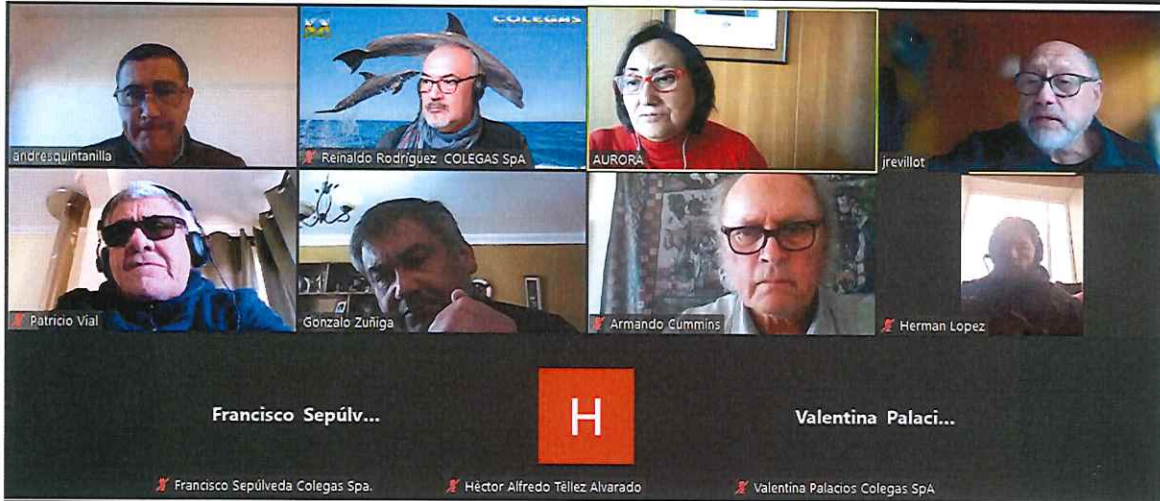 COLEGAS
andresquintanilla
Reinaldo Rodríguez COLEGAS SpA
AURORA
jrevillot
Patricio Vial
Gonzalo Zuñiga
Armando Cummins
Herman Lopez
Francisco Sepúlv...
H
Valentina Palaci...
Francisco Sepúlveda Colegas Spa.
Héctor Alfredo Téllez Alvarado
Valentina Palacios Colegas SpA